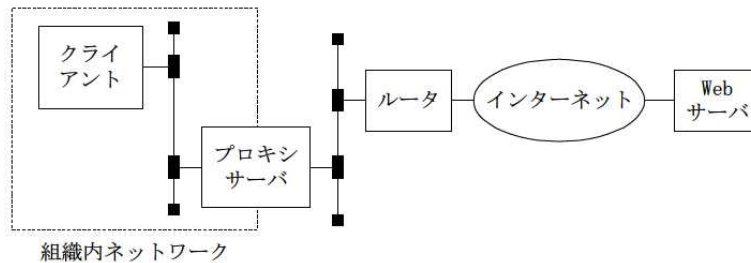 クライ
アント
プロキシ
サーバ
ルータ
インターネット
Web
サーバ
組織内ネットワーク